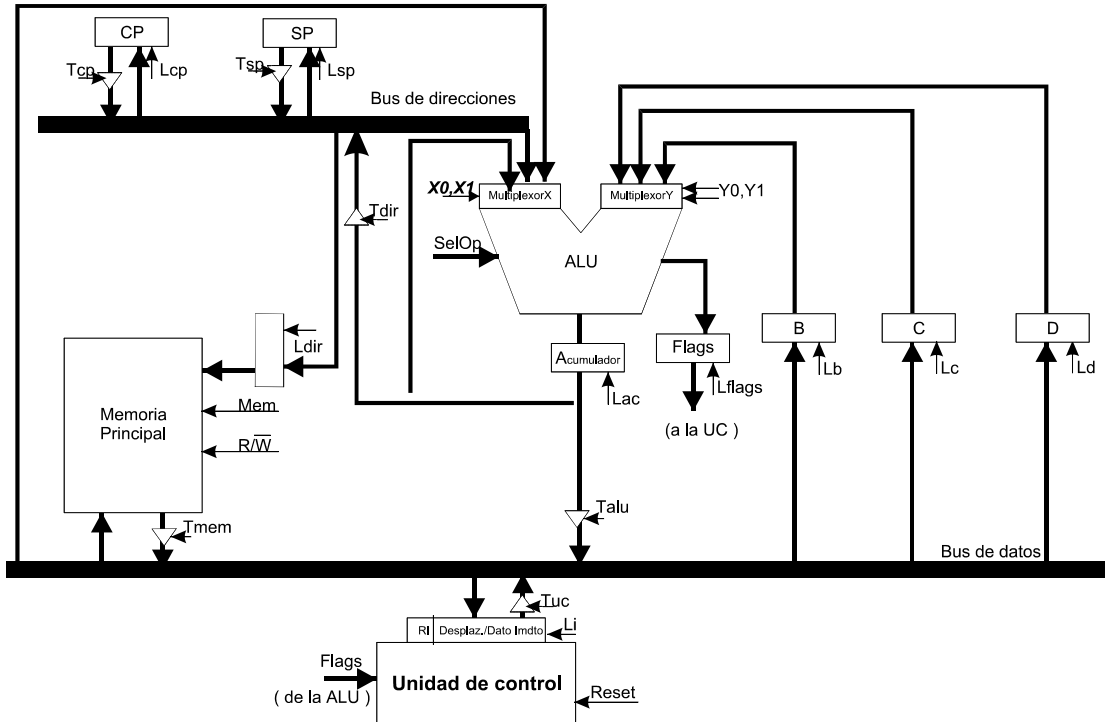 CP
SP
Tcp
Lcp
Tsp
Lsp
Bus de direcciones
X0,X1
MultiplexorX
MultiplexorY
Y0,Y1
Tdir
SelOp
ALU
B
C
D
Ldir
Acumulador
Flags
Lb
Lc
Ld
Lac
Lflags
Mem
Memoria
Principal
R/W̅
(a la UC )
Talu
Tmem
Bus de datos
Tuc
RI
Desplaz./Dato Imdto
Li
Flags
( de la ALU )
Unidad de control
Reset